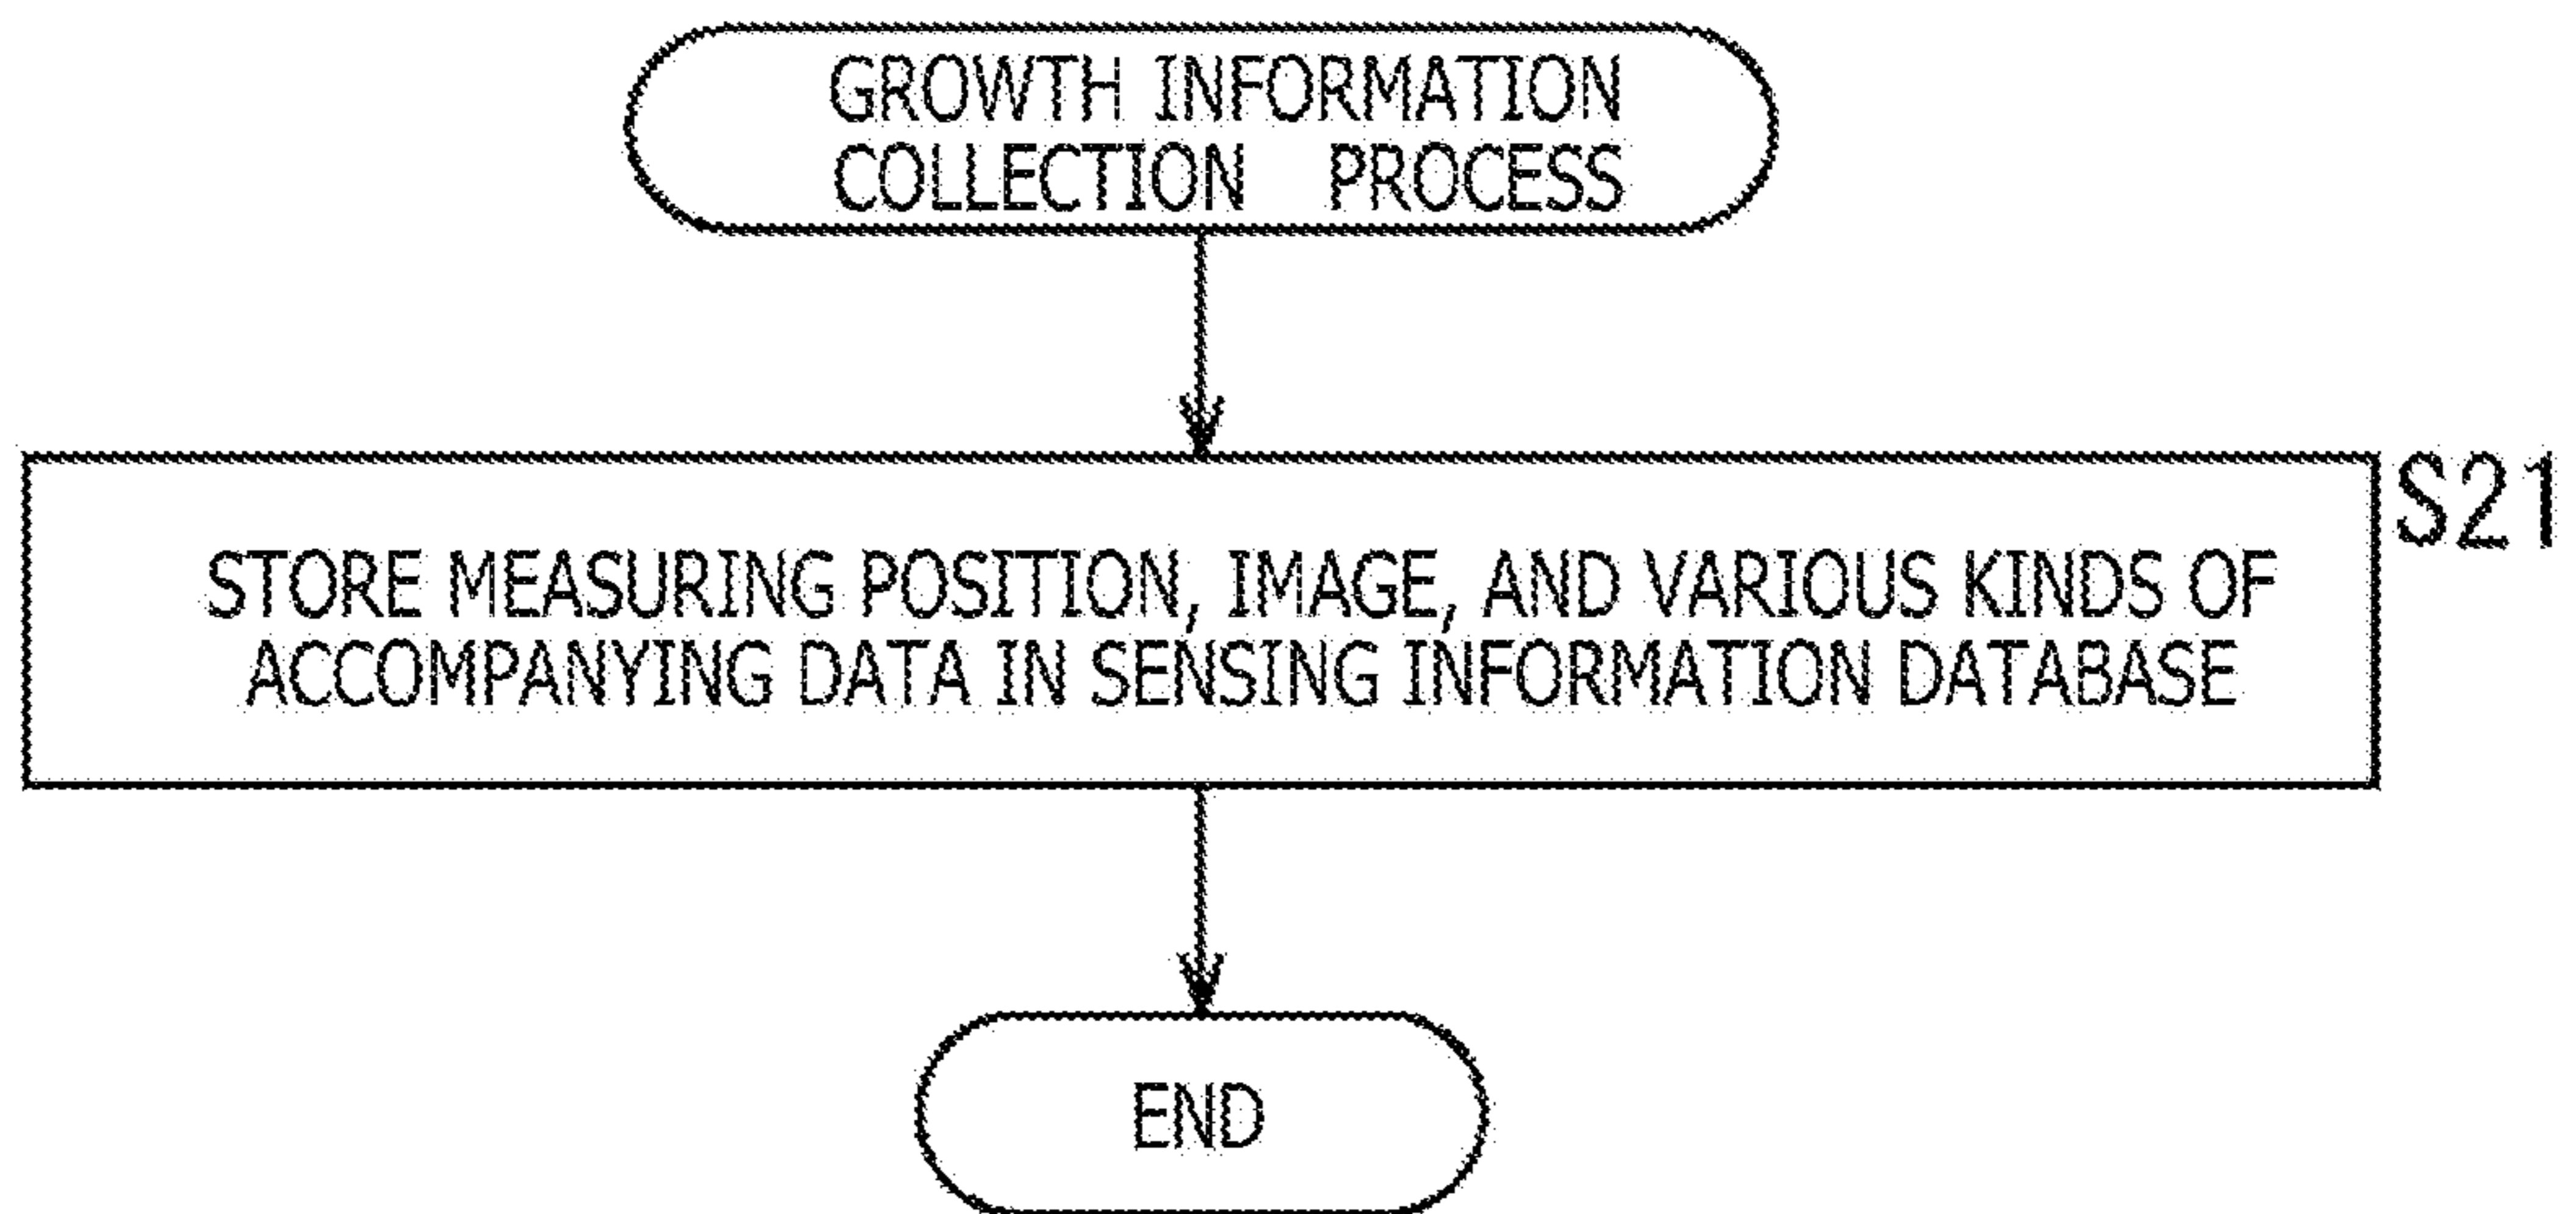 GROWTH INFORMATION
COLLECTION PROCESS
S21
STORE MEASURING POSITION, IMAGE, AND VARIOUS KINDS OF
ACCOMPANYING DATA IN SENSING INFORMATION DATABASE
END